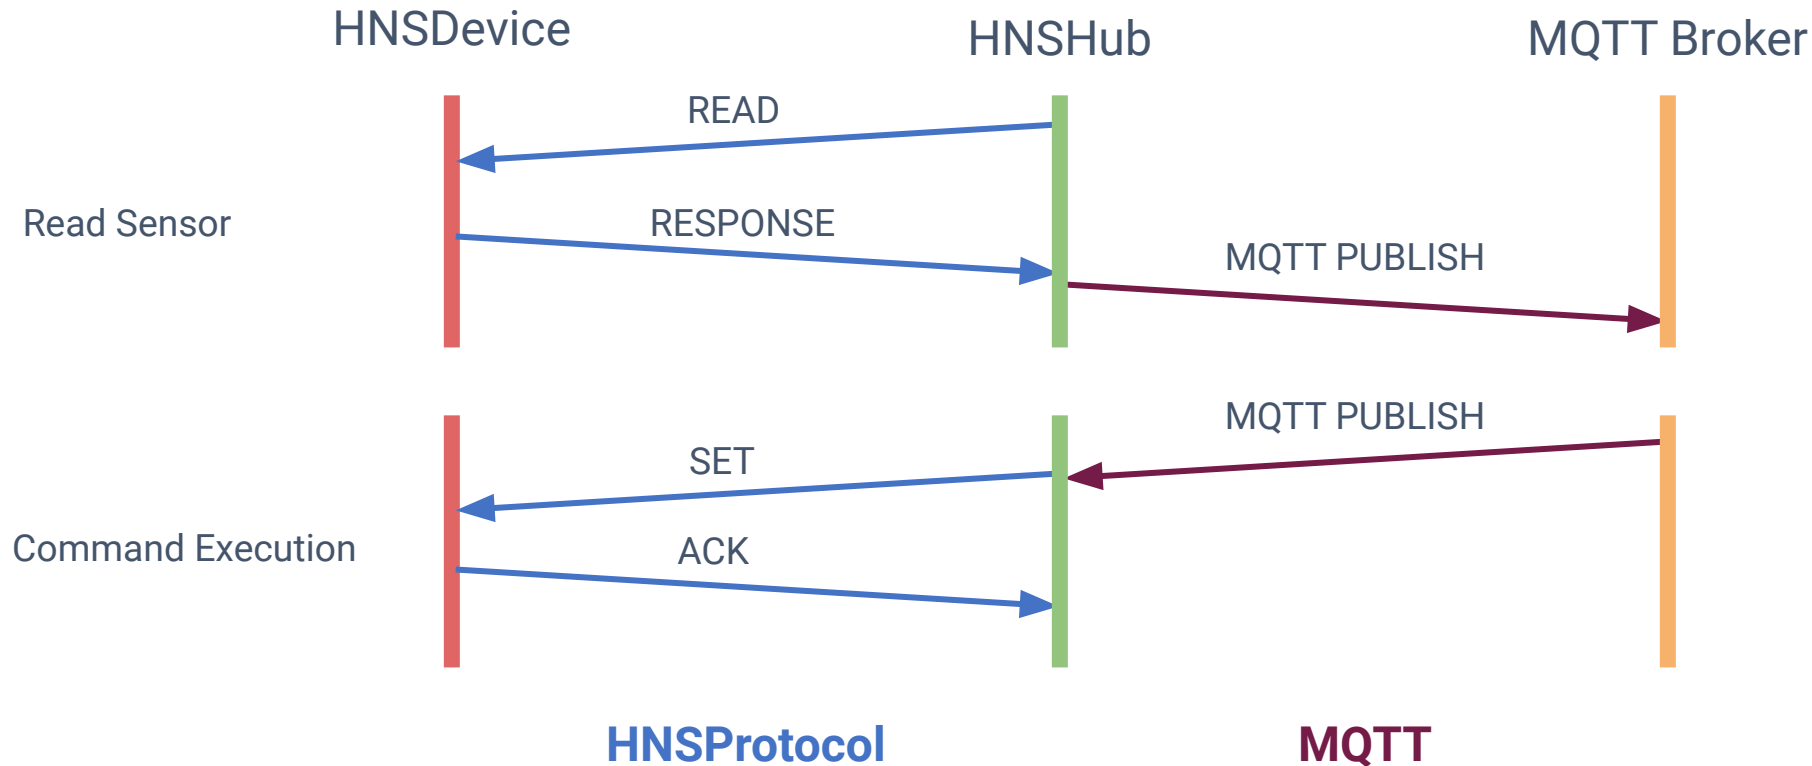 HNSDevice
HNSHub
MQTT Broker
READ
Read Sensor
RESPONSE
MQTT PUBLISH
MQTT PUBLISH
SET
Command Execution
ACK
HNSProtocol
MQTT